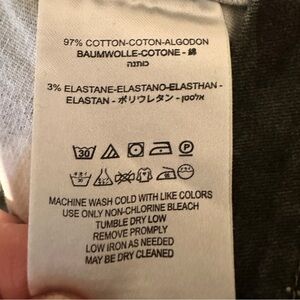 97% COTTON-COTON-ALGODON
BAUMWOLLE-COTONE - 綿
כותנה
3% ELASTANE-ELASTANO-ELASTHAN -
ELASTAN - ポリウレタン - אלסטן
30 P
MACHINE WASH COLD WITH LIKE COLORS
USE ONLY NON-CHLORINE BLEACH
TUMBLE DRY LOW
REMOVE PROMPLY
LOW IRON AS NEEDED
MAY BE DRY CLEANED